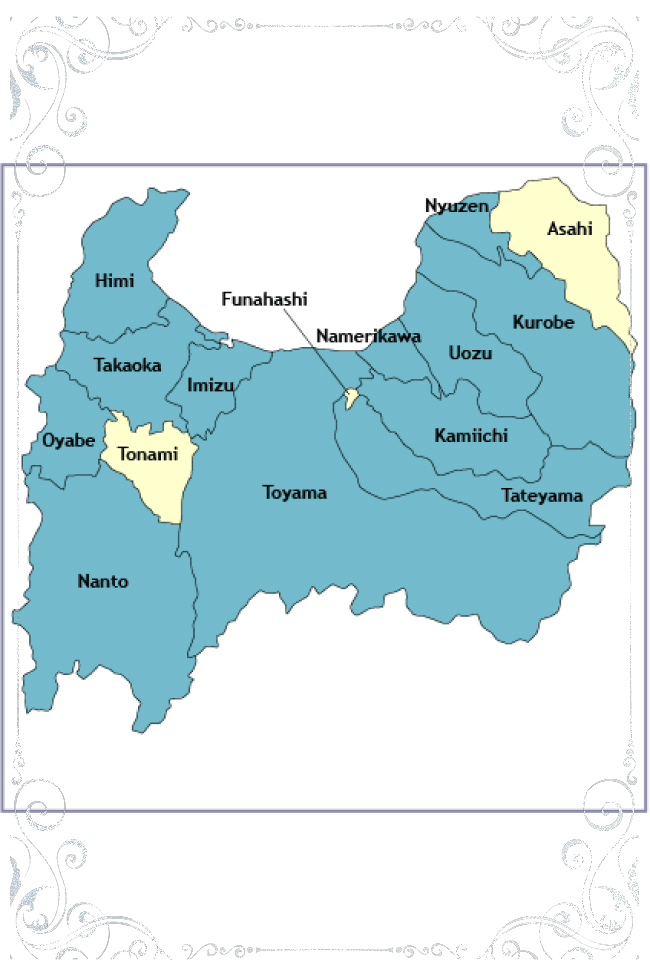 Nyuzen
Asahi
Himi
Funahashi
Kurobe
Namerikawa
Takaoka
Uozu
Imizu
Kamiichi
Oyabe
Tonami
Toyama
Tateyama
Nanto